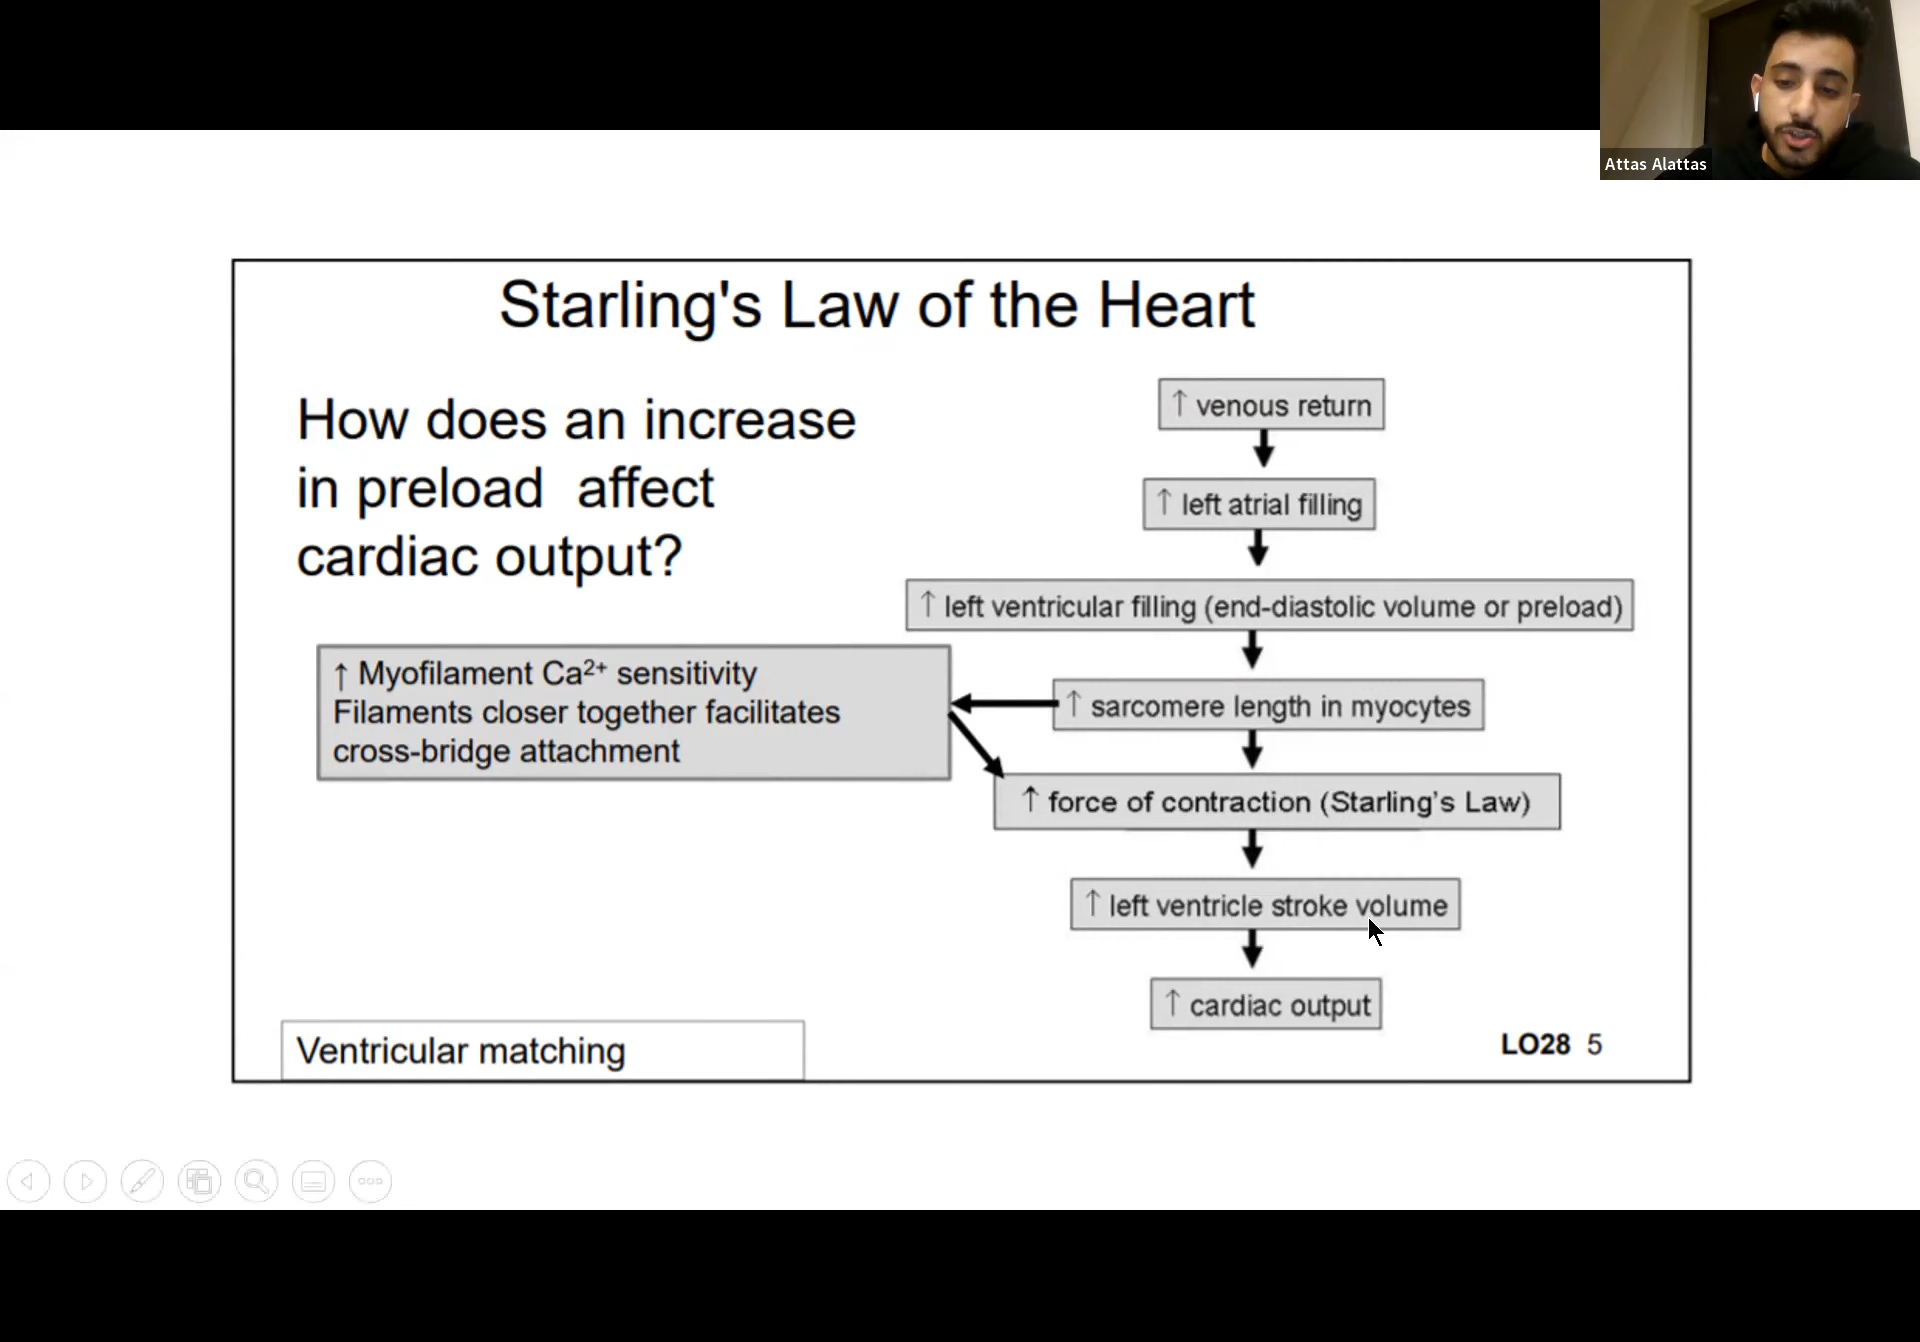 Attas Alattas
Starling's Law of the Heart
How does an increase
in preload affect
cardiac output?
↑ venous return
↑ left atrial filling
↑ left ventricular filling (end-diastolic volume or preload)
↑ Myofilament Ca²⁺ sensitivity
Filaments closer together facilitates
cross-bridge attachment
↑ sarcomere length in myocytes
↑ force of contraction (Starling’s Law)
↑ left ventricle stroke volume
↑ cardiac output
Ventricular matching
LO28 5